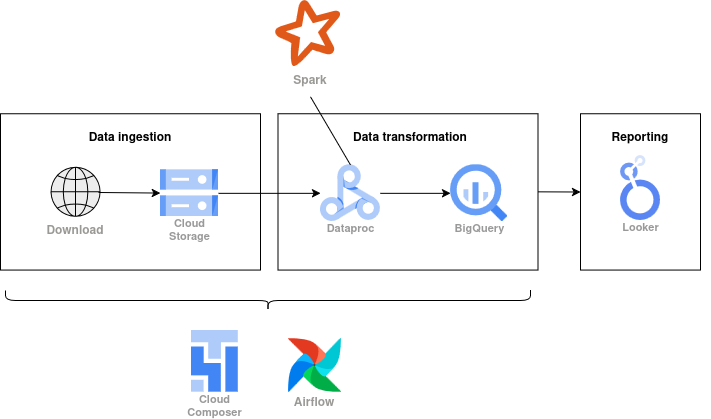 Spark
Data ingestion
Data transformation
Reporting
Download
Cloud
Storage
Dataproc
BigQuery
Looker
Cloud
Composer
Airflow